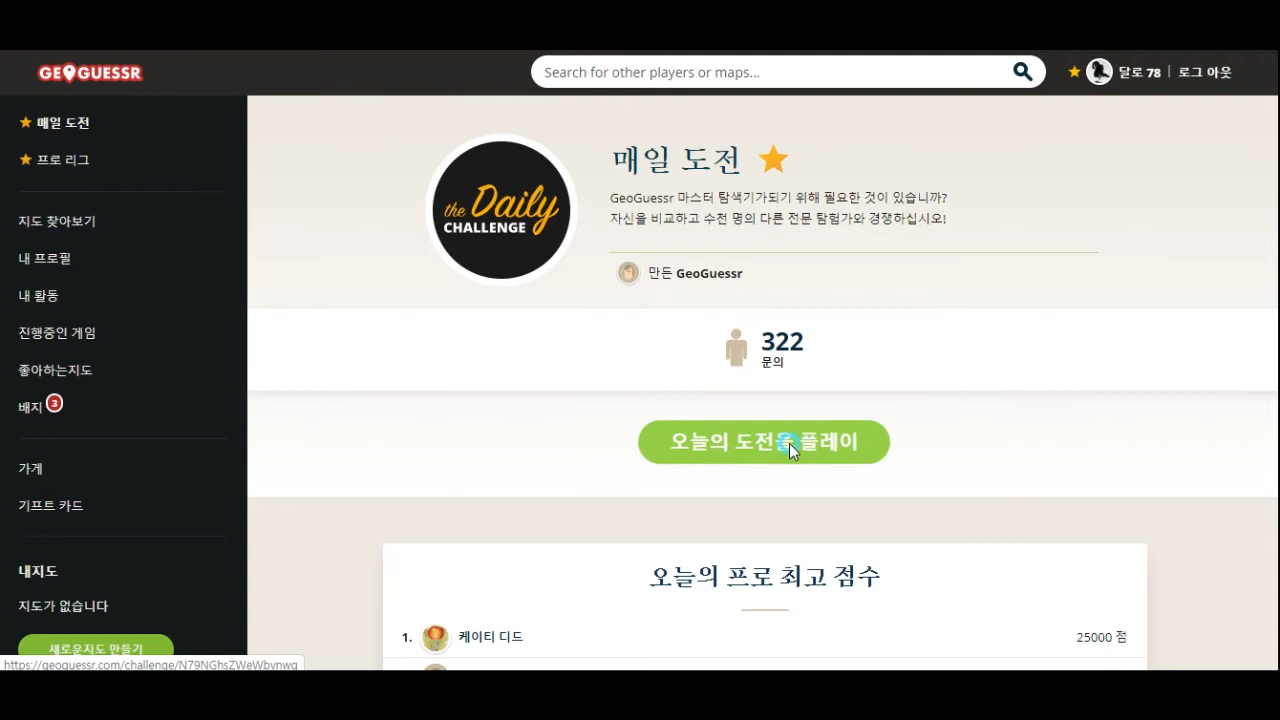 GEOGUESSR
Search for other players or maps...
달로 78
로그 아웃
매일 도전
프로 리그
지도 찾아보기
내 프로필
내 활동
진행중인 게임
좋아하는지도
배지 3
가게
기프트 카드
내지도
지도가 없습니다
새로운지도 만들기
https://geoguessr.com/challenge/N79NGhsZWeWbynwq
the Daily
CHALLENGE
매일 도전
GeoGuessr 마스터 탐색기가되기 위해 필요한 것이 있습니까?
자신을 비교하고 수천 명의 다른 전문 탐험가와 경쟁하십시오!
만든 GeoGuessr
322
문의
오늘의 도전을 플레이
오늘의 프로 최고 점수
1. 케이티 디드 25000 점